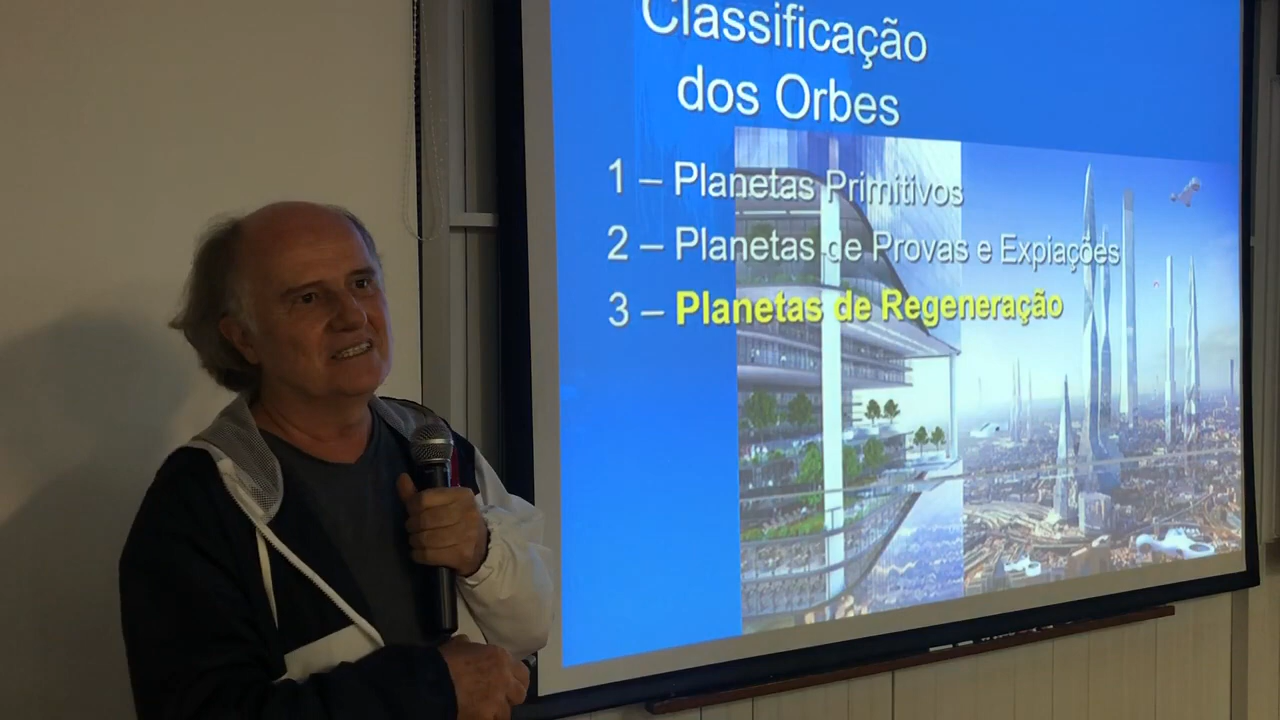 Classificação
dos Orbes
1 – Planetas Primitivos
2 – Planetas de Provas e Expiações
3 – Planetas de Regeneração